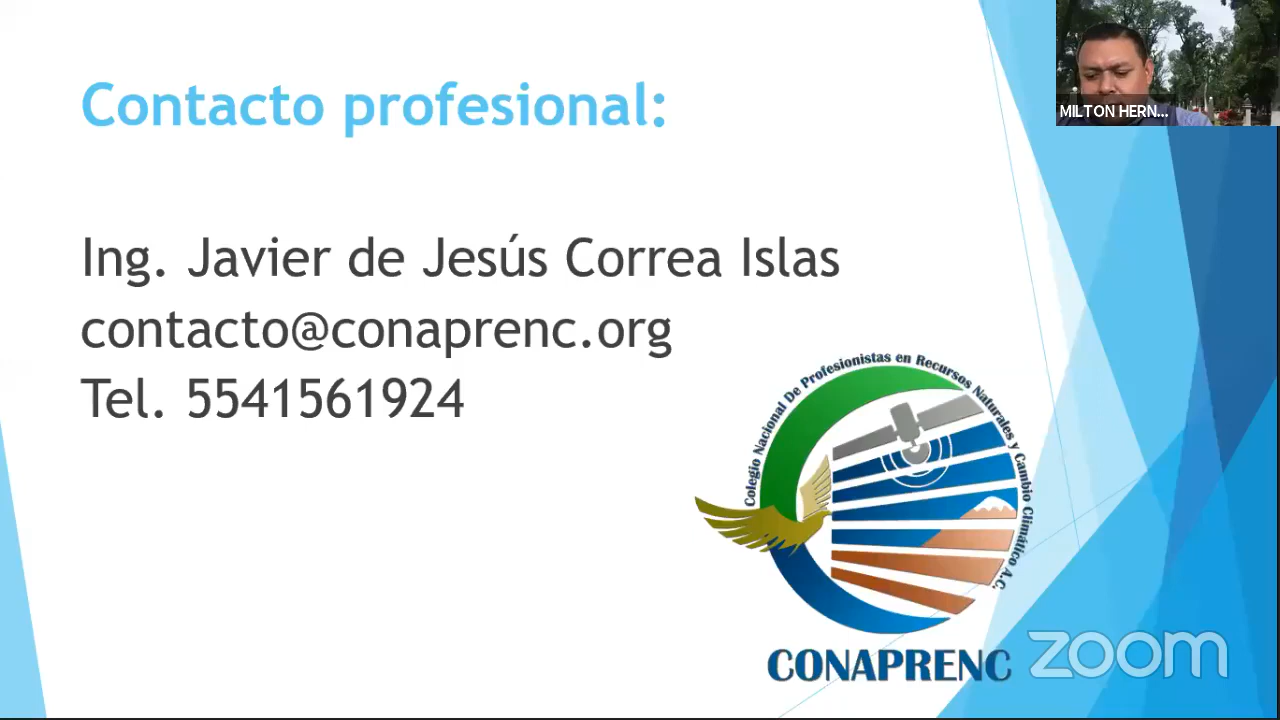 Contacto profesional:
MILTON HERN...
Ing. Javier de Jesús Correa Islas
contacto@conaprenc.org
Tel. 5541561924
Colegio Nacional De Profesionistas en Recursos Naturales y Cambio Climático A.C.
CONAPRENC
zoom